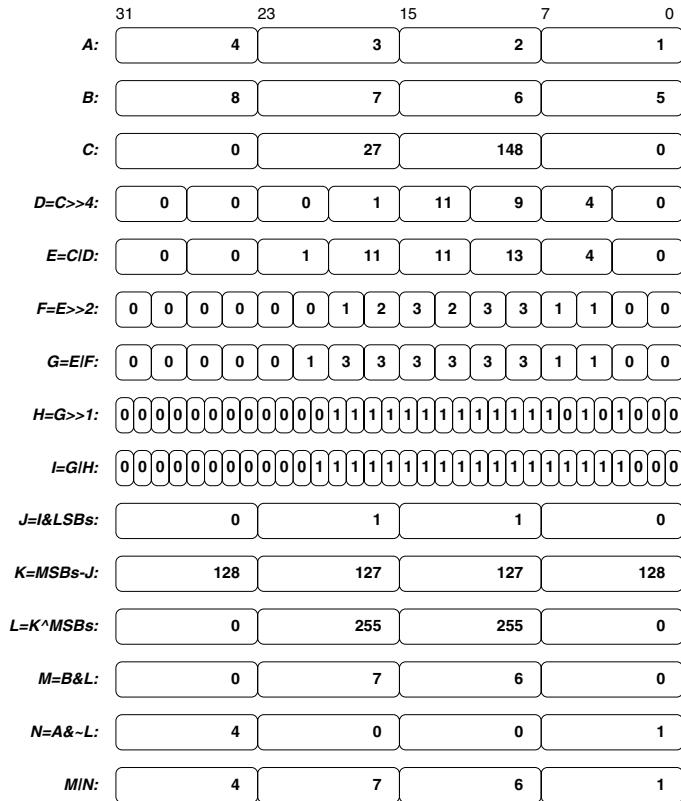 31 23 15 7 0
A: 4 3 2 1
B: 8 7 6 5
C: 0 27 148 0
D=C>>4: 0 0 0 1 11 9 4 0
E=C|D: 0 0 1 11 11 13 4 0
F=E>>2: 0 0 0 0 0 0 1 2 3 2 3 3 1 1 0 0
G=E|F: 0 0 0 0 0 1 3 3 3 3 3 3 1 1 0 0
H=G>>1: 0 0 0 0 0 0 0 0 0 0 0 0 1 1 1 1 1 1 1 1 1 1 1 1 1 0 1 0 1 0 0 0
I=G|H: 0 0 0 0 0 0 0 0 0 0 0 1 1 1 1 1 1 1 1 1 1 1 1 1 1 1 1 1 1 0 0 0
J=I&LSBs: 0 1 1 0
K=MSBs-J: 128 127 127 128
L=K^MSBs: 0 255 255 0
M=B&L: 0 7 6 0
N=A&~L: 4 0 0 1
M|N: 4 7 6 1